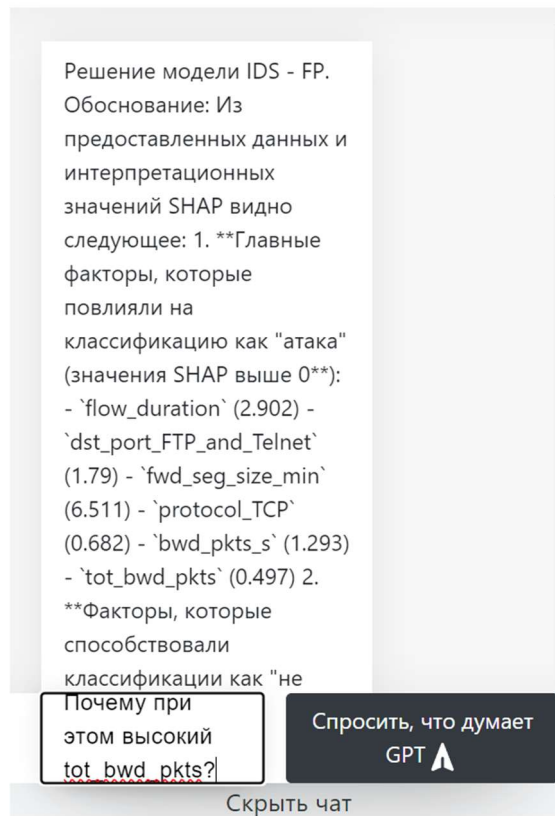 Решение модели IDS - FP.
Обоснование: Из
предоставленных данных и
интерпретационных
значений SHAP видно
следующее: 1. **Главные
факторы, которые
повлияли на
классификацию как "атака"
(значения SHAP выше 0**):
- `flow_duration` (2.902) -
`dst_port_FTP_and_Telnet`
(1.79) - `fwd_seg_size_min`
(6.511) - `protocol_TCP`
(0.682) - `bwd_pkts_s` (1.293)
- `tot_bwd_pkts` (0.497) 2.
**Факторы, которые
способствовали
классификации как "не
Почему при
этом высокий
tot_bwd_pkts?
Спросить, что думает
GPT
Скрыть чат